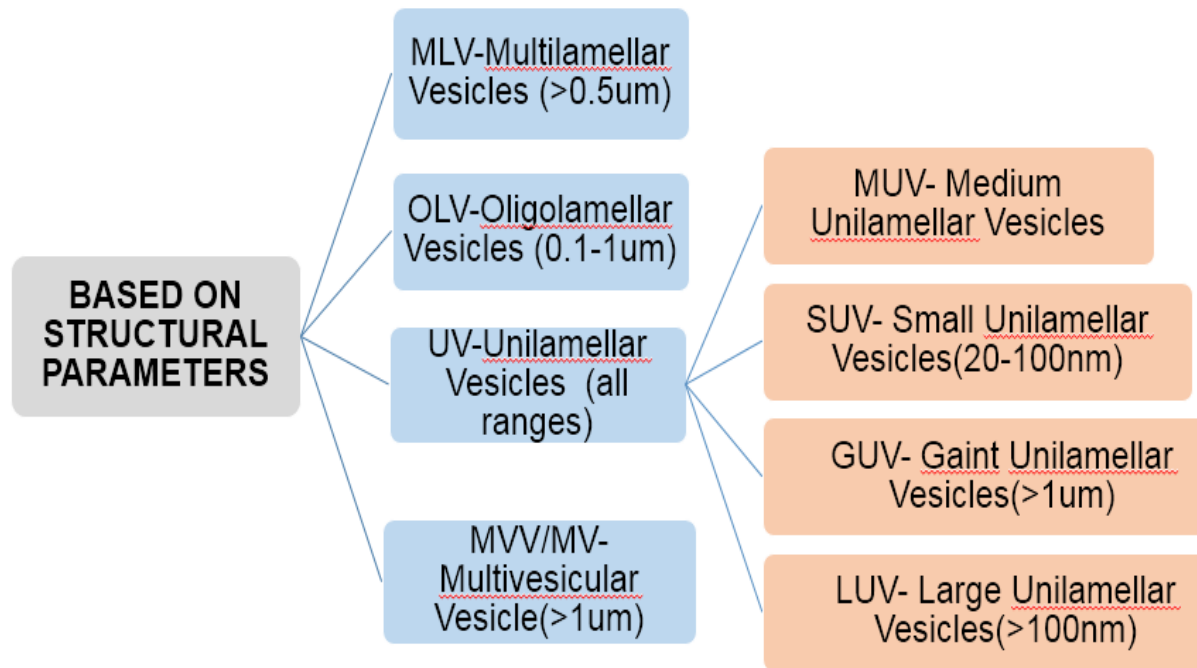 BASED ON
STRUCTURAL
PARAMETERS
MLV-Multilamellar
Vesicles (>0.5um)
OLV-Oligolamellar
Vesicles (0.1-1um)
UV-Unilamellar
Vesicles (all
ranges)
MVV/MV-
Multivesicular
Vesicle(>1um)
MUV- Medium
Unilamellar Vesicles
SUV- Small Unilamellar
Vesicles(20-100nm)
GUV- Gaint Unilamellar
Vesicles(>1um)
LUV- Large Unilamellar
Vesicles(>100nm)